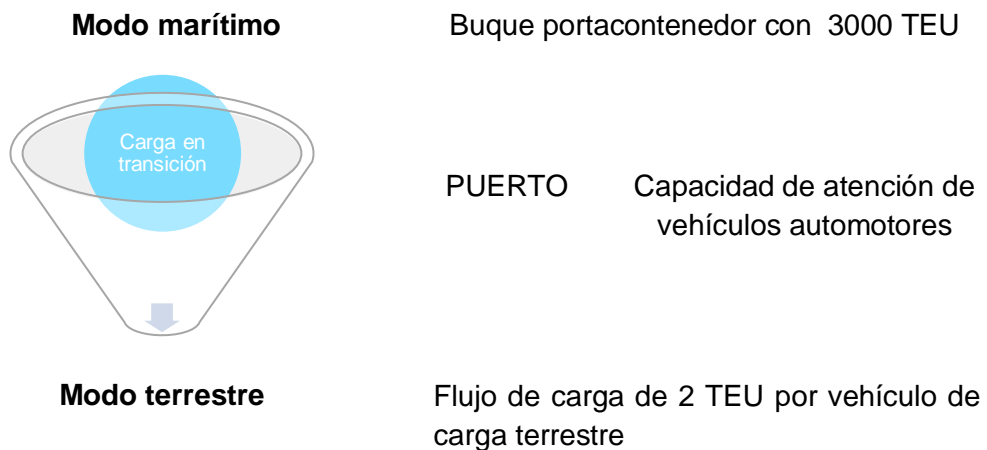 Modo marítimo
Buque portacontenedor con 3000 TEU
Carga en
transición
PUERTO
Capacidad de atención de
vehículos automotores
Modo terrestre
Flujo de carga de 2 TEU por vehículo de
carga terrestre